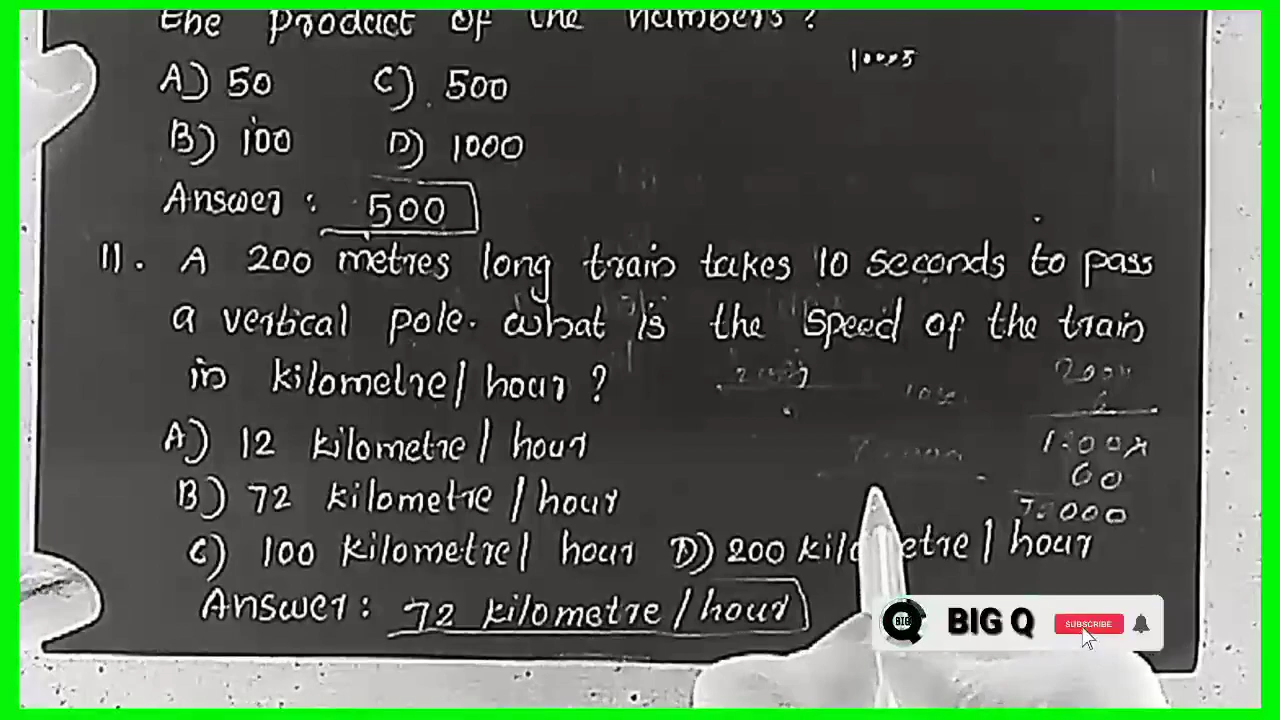 the product of the numbers ?
A) 50 C) 500
B) 100 D) 1000
Answer : 500
11. A 200 metres long train takes 10 seconds to pass
a vertical pole. what is the speed of the train
in kilometre / hour ?
A) 12 kilometre / hour
B) 72 kilometre / hour
C) 100 kilometre / hour D) 200 kilometre / hour
Answer : 72 kilometre / hour
60
BIG Q
SUBSCRIBE